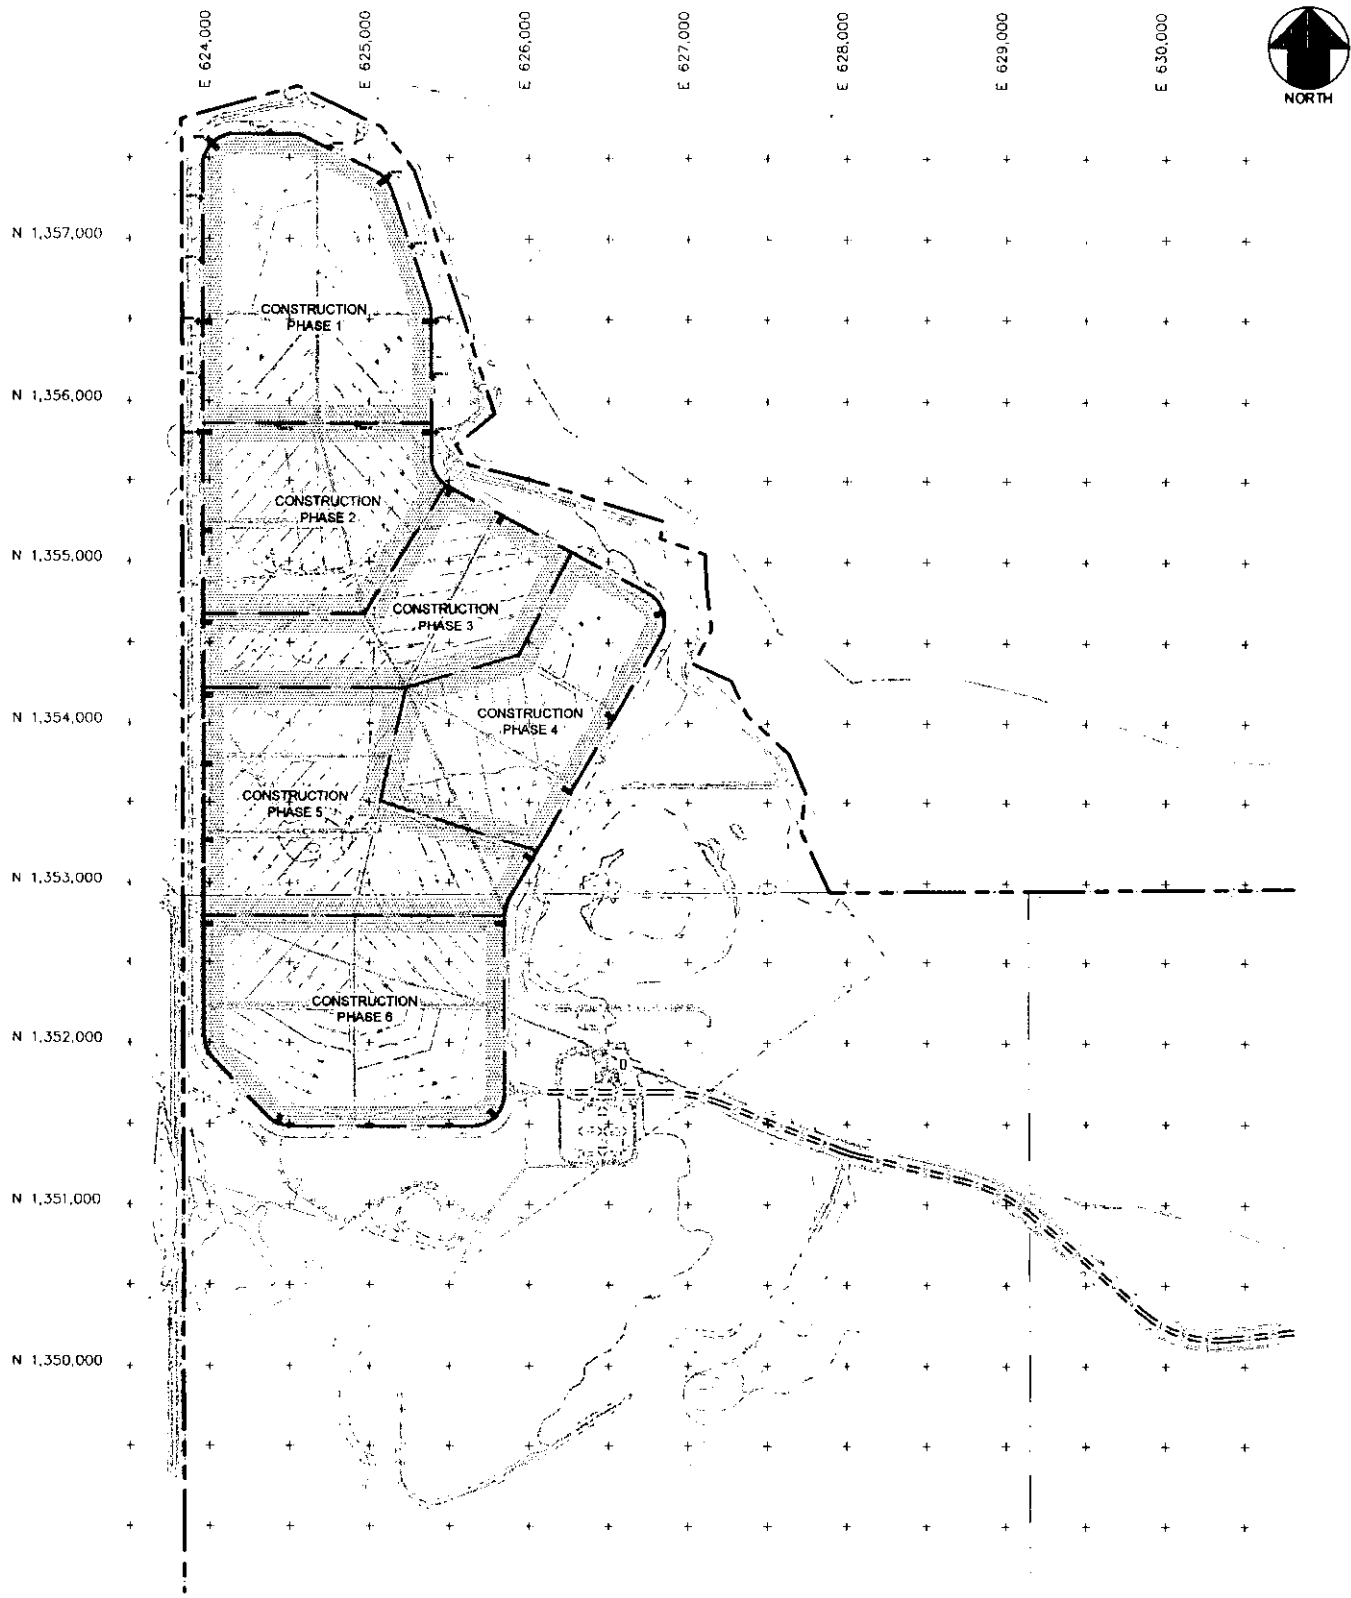 E 624,000
E 625,000
E 626,000
E 627,000
E 628,000
E 629,000
E 630,000
NORTH
N 1,357,000
CONSTRUCTION
PHASE 1
N 1,356,000
CONSTRUCTION
PHASE 2
N 1,355,000
CONSTRUCTION
PHASE 3
N 1,354,000
CONSTRUCTION
PHASE 4
CONSTRUCTION
PHASE 5
N 1,353,000
CONSTRUCTION
PHASE 6
N 1,352,000
N 1,351,000
N 1,350,000